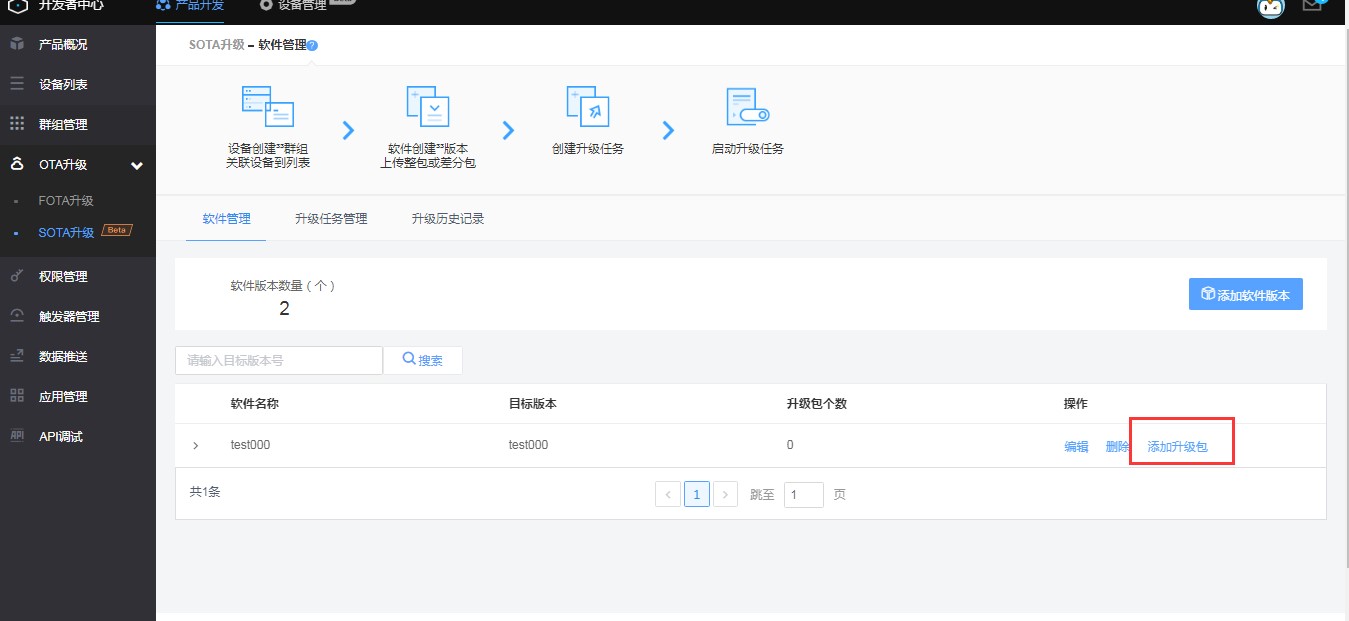 开发者中心
产品开发
设备管理
产品概况
设备列表
群组管理
OTA升级
FOTA升级
SOTA升级 Beta
权限管理
触发器管理
数据推送
应用管理
API API调试
SOTA升级 – 软件管理 ?
设备创建"群组
关联设备到列表
软件创建"版本
上传整包或差分包
创建升级任务
启动升级任务
软件管理 升级任务管理 升级历史记录
软件版本数量（个）
2
添加软件版本
请输入目标版本号 搜索
软件名称 目标版本 升级包个数 操作
test000 test000 0 编辑 删除 添加升级包
共1条 < 1 > 跳至 1 页